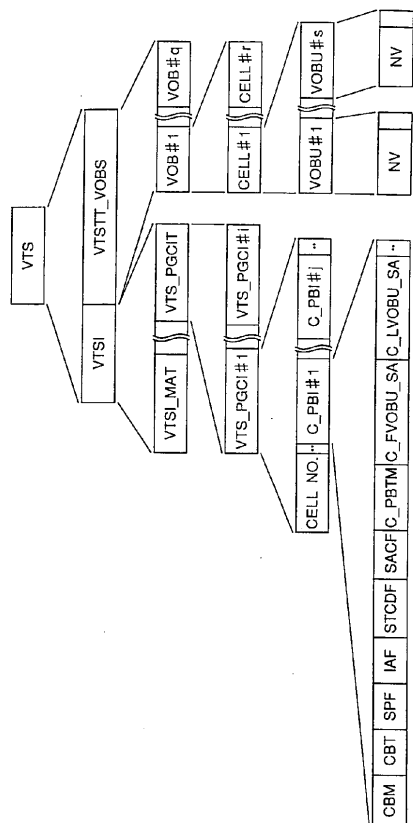 VTS
VTSI VTSTT_VOBS
VTSI_MAT VTS_PGCIT VOB#1 VOB#q
VTS_PGCI#1 VTS_PGCI#i CELL#1 CELL#r
CELL NO. ·· C_PBI#1 C_PBI#j ·· VOBU#1 VOBU#s
NV NV
CBM CBT SPF IAF STCDF SACF C_PBTM C_FVOBU_SA C_LVOBU_SA ··